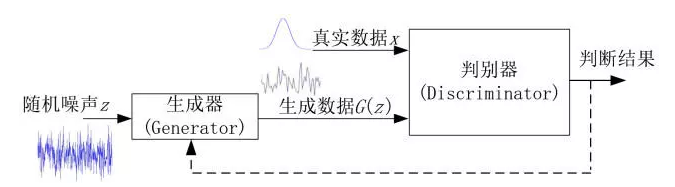 真实数据x
判别器
(Discriminator)
判断结果
随机噪声z
生成器
(Generator)
生成数据G(z)